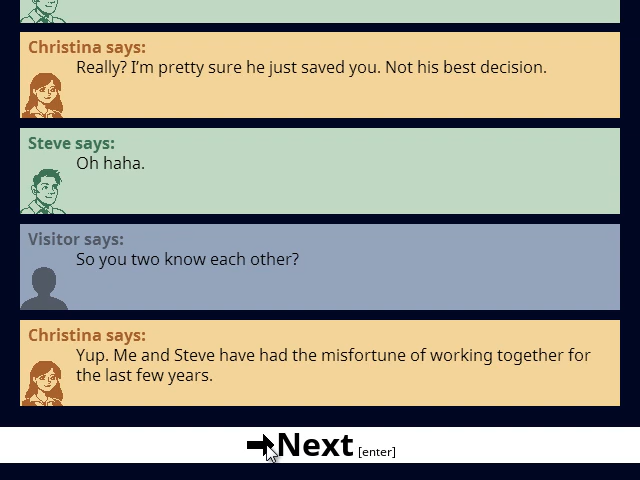 Christina says:
Really? I'm pretty sure he just saved you. Not his best decision.
Steve says:
Oh haha.
Visitor says:
So you two know each other?
Christina says:
Yup. Me and Steve have had the misfortune of working together for
the last few years.
Next [enter]